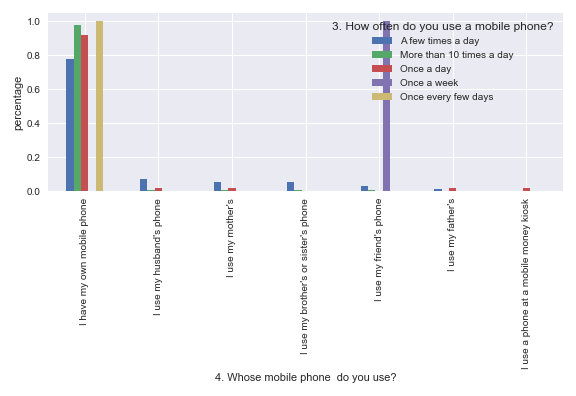 3. How often do you use a mobile phone?
A few times a day
More than 10 times a day
Once a day
Once a week
Once every few days
percentage
1.0
0.8
0.6
0.4
0.2
0.0
I have my own mobile phone
I use my husband's phone
I use my mother's
I use my brother's or sister's phone
I use my friend's phone
I use my father's
I use a phone at a mobile money kiosk
4. Whose mobile phone  do you use?